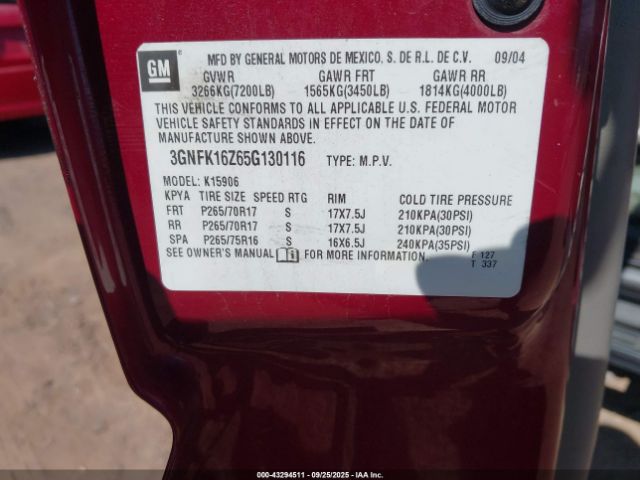 GM
MFD BY GENERAL MOTORS DE MEXICO, S. DE R.L. DE C.V. 09/04
GVWR GAWR FRT GAWR RR
3266KG(7200LB) 1565KG(3450LB) 1814KG(4000LB)
THIS VEHICLE CONFORMS TO ALL APPLICABLE U.S. FEDERAL MOTOR
VEHICLE SAFETY STANDARDS IN EFFECT ON THE DATE OF
MANUFACTURE SHOWN ABOVE.
3GNFK16Z65G130116 TYPE: M.P.V.
MODEL: K15906
KPYA TIRE SIZE SPEED RTG RIM COLD TIRE PRESSURE
FRT P265/70R17 S 17X7.5J 210KPA(30PSI)
RR P265/70R17 S 17X7.5J 210KPA(30PSI)
SPA P265/75R16 S 16X6.5J 240KPA(35PSI)
SEE OWNER'S MANUAL FOR MORE INFORMATION.
F 127
T 337
000-43294511 - 09/25/2025 - IAA, Inc.